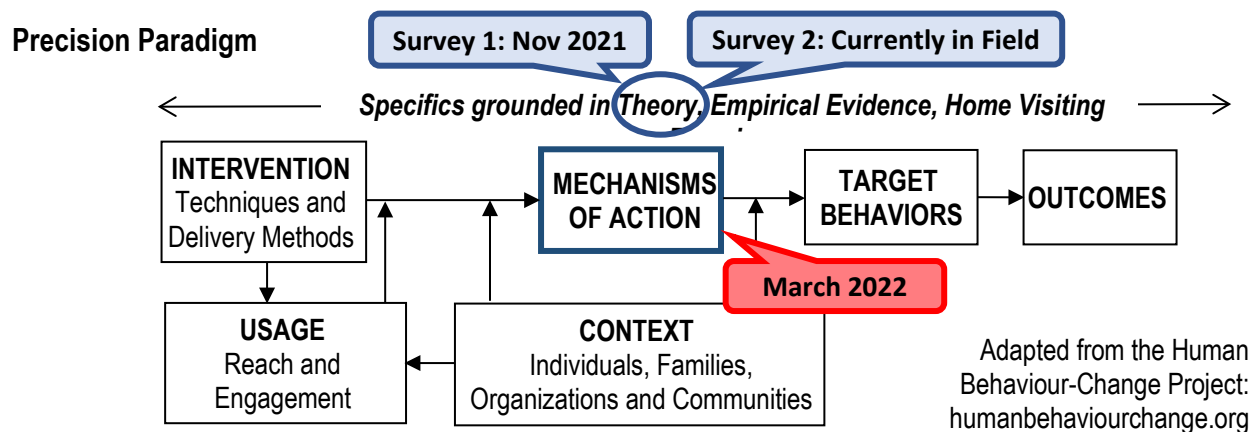 Precision Paradigm
Survey 1: Nov 2021
Survey 2: Currently in Field
Specifics grounded in Theory, Empirical Evidence, Home Visiting
INTERVENTION
Techniques and
Delivery Methods
MECHANISMS
OF ACTION
TARGET
BEHAVIORS
OUTCOMES
March 2022
USAGE
Reach and
Engagement
CONTEXT
Individuals, Families,
Organizations and Communities
Adapted from the Human
Behaviour-Change Project:
humanbehaviourchange.org